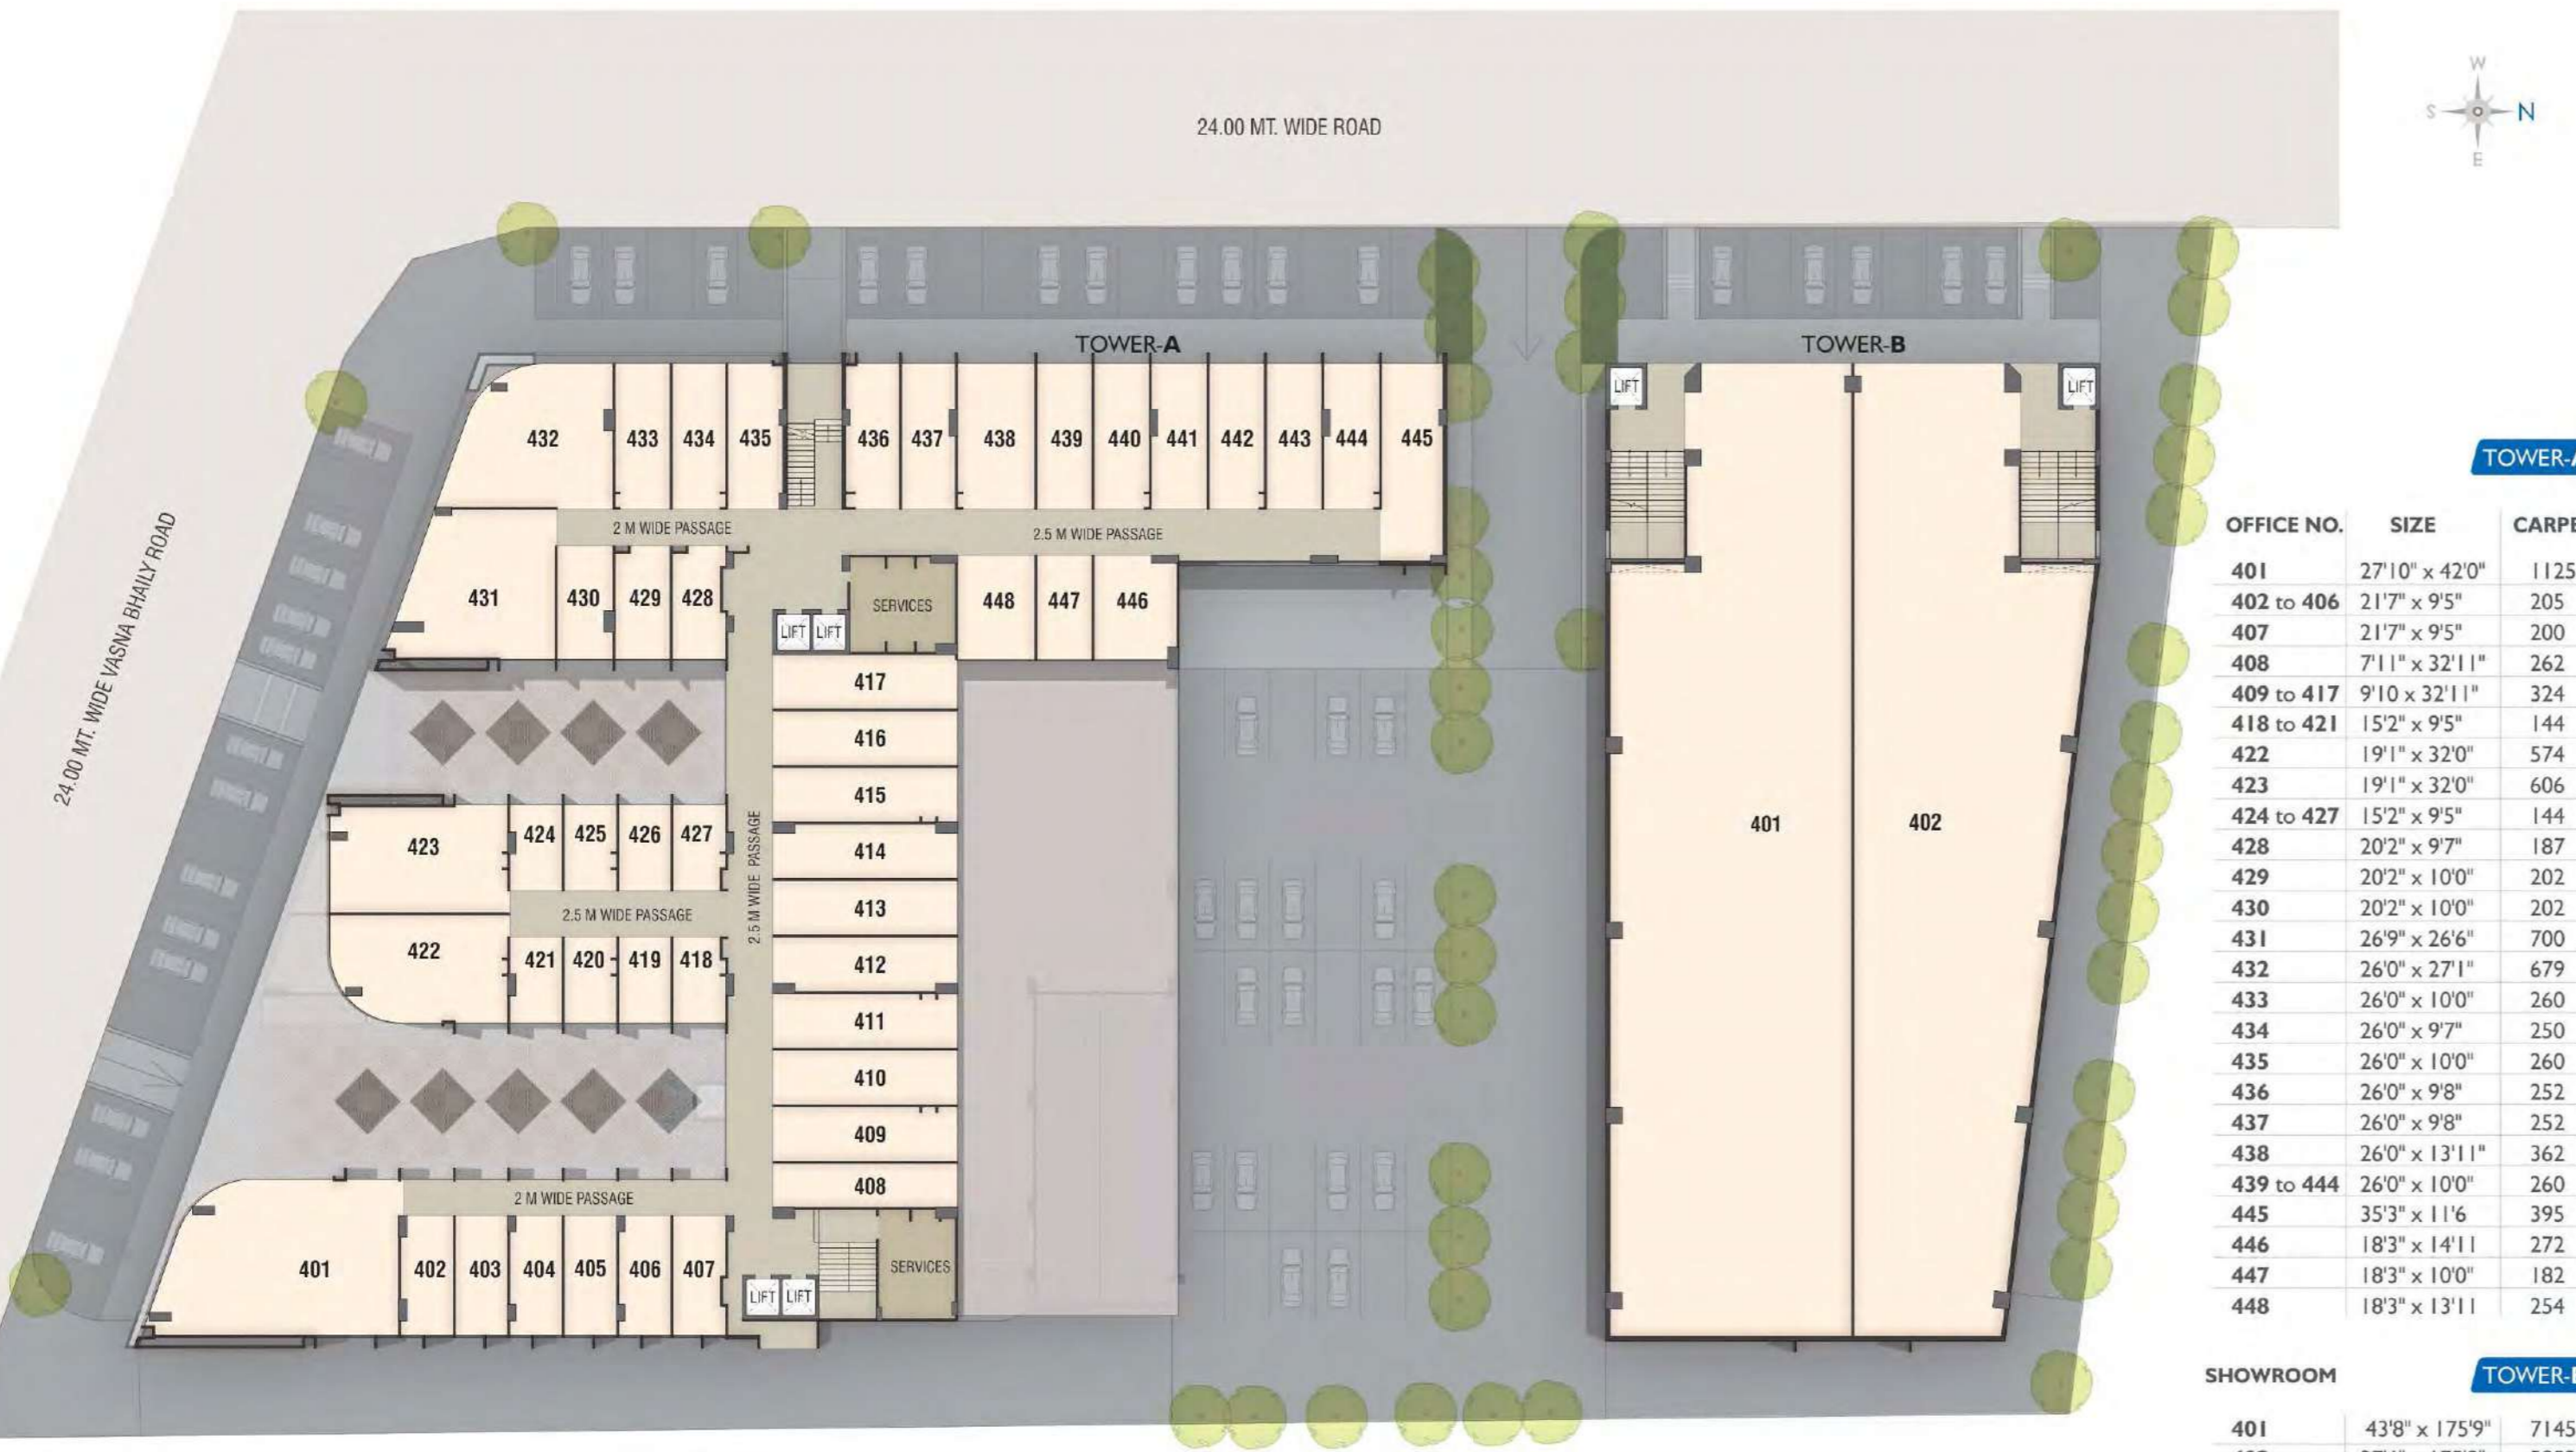 W
S N
E
24.00 MT. WIDE ROAD
24.00 MT. WIDE VASNA BHAILY ROAD
TOWER-A
TOWER-B
LIFT
LIFT
432 433 434 435 436 437 438 439 440 441 442 443 444 445
2 M WIDE PASSAGE
2.5 M WIDE PASSAGE
431 430 429 428
LIFT LIFT
SERVICES
448 447 446
417
416
415
414
413
412
411
410
409
408
2.5 M WIDE PASSAGE
423 424 425 426 427
2.5 M WIDE PASSAGE
422 421 420 419 418
2 M WIDE PASSAGE
401 402 403 404 405 406 407
LIFT LIFT
SERVICES
401 402
TOWER-A
OFFICE NO. SIZE CARPE
401 27'10" x 42'0" 1125
402 to 406 21'7" x 9'5" 205
407 21'7" x 9'5" 200
408 7'11" x 32'11" 262
409 to 417 9'10 x 32'11" 324
418 to 421 15'2" x 9'5" 144
422 19'1" x 32'0" 574
423 19'1" x 32'0" 606
424 to 427 15'2" x 9'5" 144
428 20'2" x 9'7" 187
429 20'2" x 10'0" 202
430 20'2" x 10'0" 202
431 26'9" x 26'6" 700
432 26'0" x 27'1" 679
433 26'0" x 10'0" 260
434 26'0" x 9'7" 250
435 26'0" x 10'0" 260
436 26'0" x 9'8" 252
437 26'0" x 9'8" 252
438 26'0" x 13'11" 362
439 to 444 26'0" x 10'0" 260
445 35'3" x 11'6 395
446 18'3" x 14'11 272
447 18'3" x 10'0" 182
448 18'3" x 13'11 254
SHOWROOM TOWER-
401 43'8" x 175'9" 7145